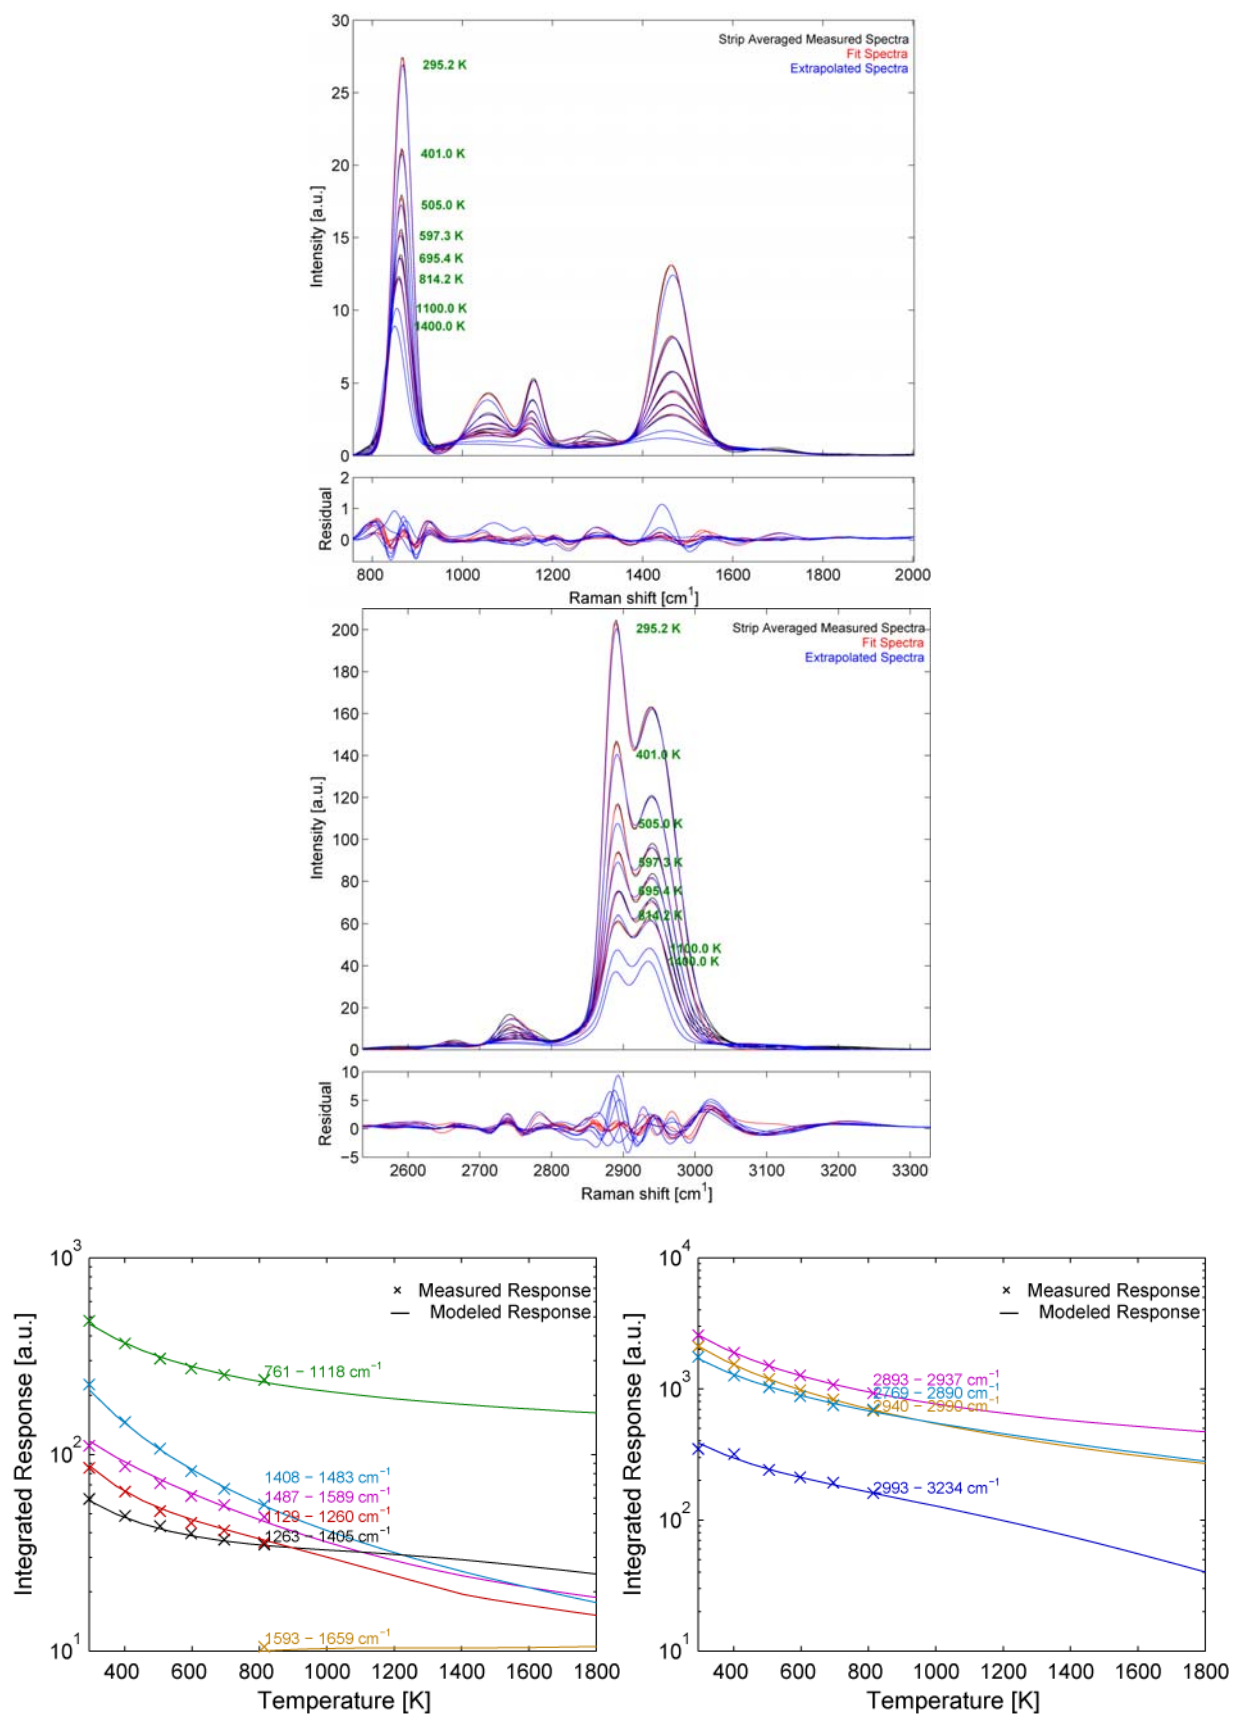 30
Strip Averaged Measured Spectra
Fit Spectra
Extrapolated Spectra
295.2 K
25
401.0 K
20
505.0 K
597.3 K
15
695.4 K
814.2 K
1100.0 K
10
1400.0 K
5
0
Intensity [a.u.]
2
1
0
Residual
800 1000 1200 1400 1600 1800 2000
Raman shift [cm¹]
200
Strip Averaged Measured Spectra
Fit Spectra
Extrapolated Spectra
295.2 K
180
160
401.0 K
140
120
505.0 K
100
597.3 K
80
695.4 K
814.2 K
60
1100.0 K
1400.0 K
40
20
0
Intensity [a.u.]
10
5
0
−5
Residual
2600 2700 2800 2900 3000 3100 3200 3300
Raman shift [cm¹]
10³
× Measured Response
— Modeled Response
761 − 1118 cm⁻¹
10²
1408 − 1483 cm⁻¹
1487 − 1589 cm⁻¹
1129 − 1260 cm⁻¹
1263 − 1405 cm⁻¹
1593 − 1659 cm⁻¹
10¹
Integrated Response [a.u.]
400 600 800 1000 1200 1400 1600 1800
Temperature [K]
10⁴
× Measured Response
— Modeled Response
2893 − 2937 cm⁻¹
2769 − 2890 cm⁻¹
2940 − 2990 cm⁻¹
10³
2993 − 3234 cm⁻¹
10²
10¹
Integrated Response [a.u.]
400 600 800 1000 1200 1400 1600 1800
Temperature [K]